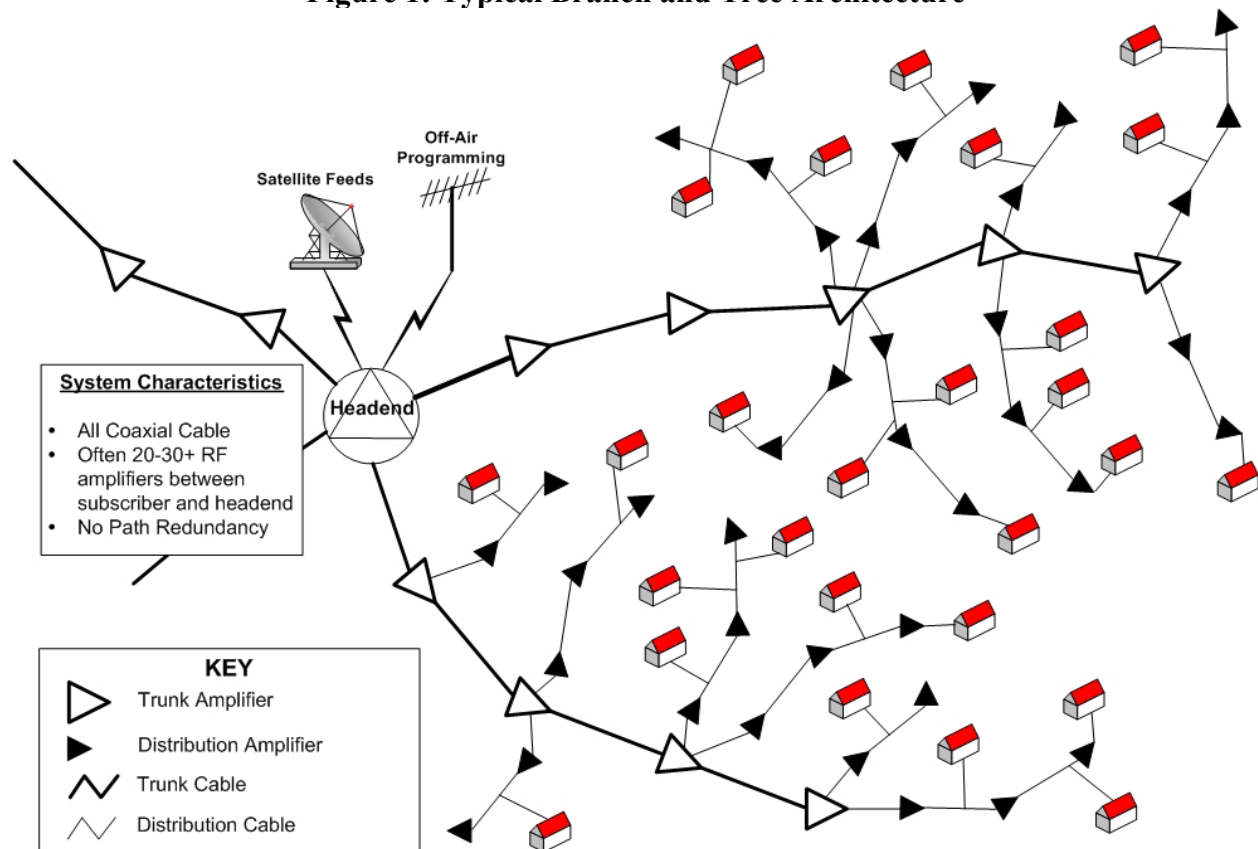 Figure 1: Typical Branch and Tree Architecture
Off-Air
Programming
Satellite Feeds
Headend
System Characteristics
• All Coaxial Cable
• Often 20-30+ RF
amplifiers between
subscriber and headend
• No Path Redundancy
KEY
Trunk Amplifier
Distribution Amplifier
Trunk Cable
Distribution Cable